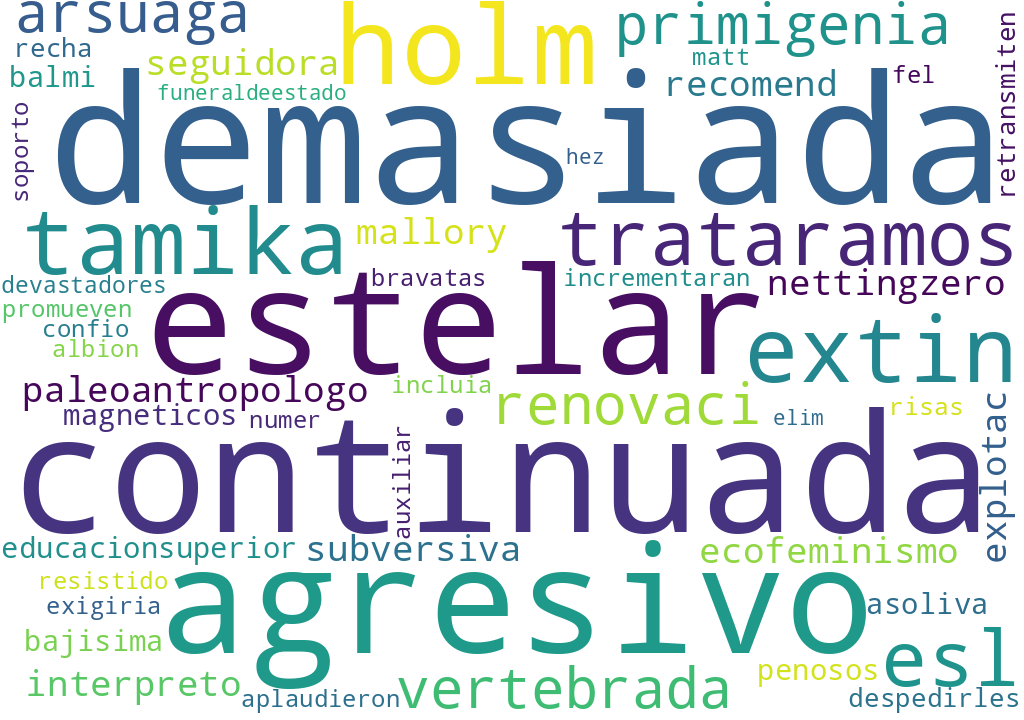 arsuaga
holm
primigenia
recha
seguidora
matt
retransmiten
balmi
recomend
fel
funeraldeestado
demasiada
soporto
hez
tamika
mallory
trataramos
devastadores
bravatas
incrementaran
nettingzero
promueven
estelar
confio
extin
albion
paleoantropologo
incluia
renovaci
magneticos
numer
elim
risas
explotac
continuada
auxiliar
educacionsuperior
subversiva
ecofeminismo
resistido
agresivo
exigiria
asoliva
bajisima
esl
interpreto
penosos
aplaudieron
vertebrada
despedirles